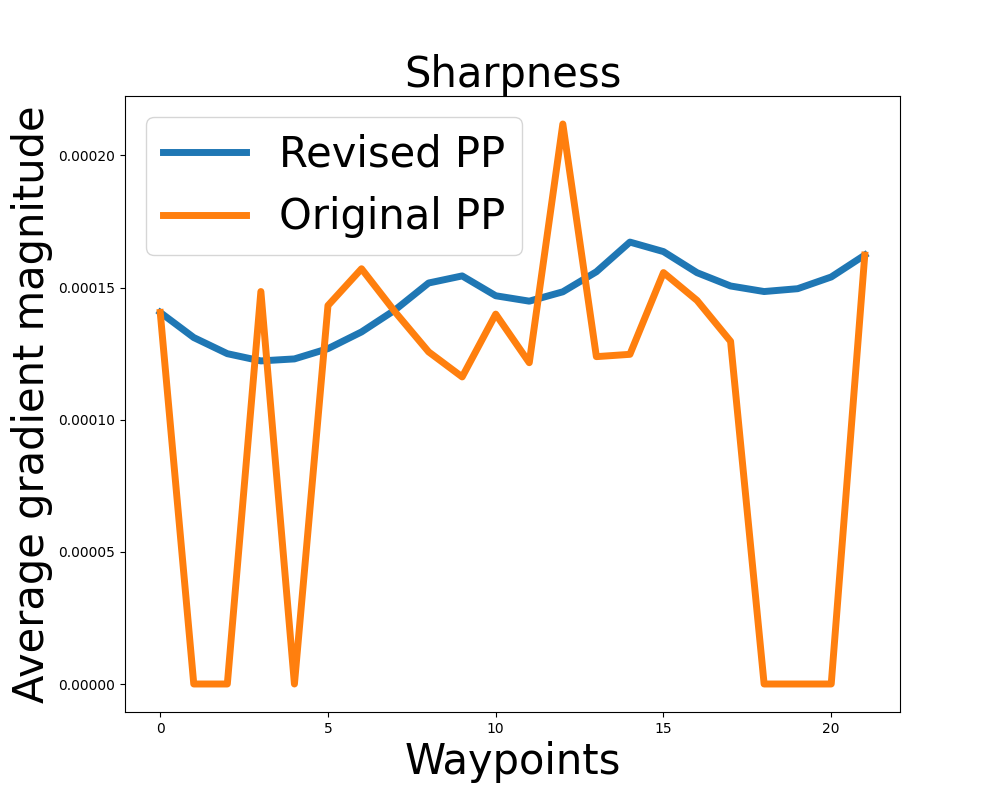 Sharpness
Revised PP
Original PP
Average gradient magnitude
0.00020
0.00015
0.00010
0.00005
0.00000
0 5 10 15 20
Waypoints